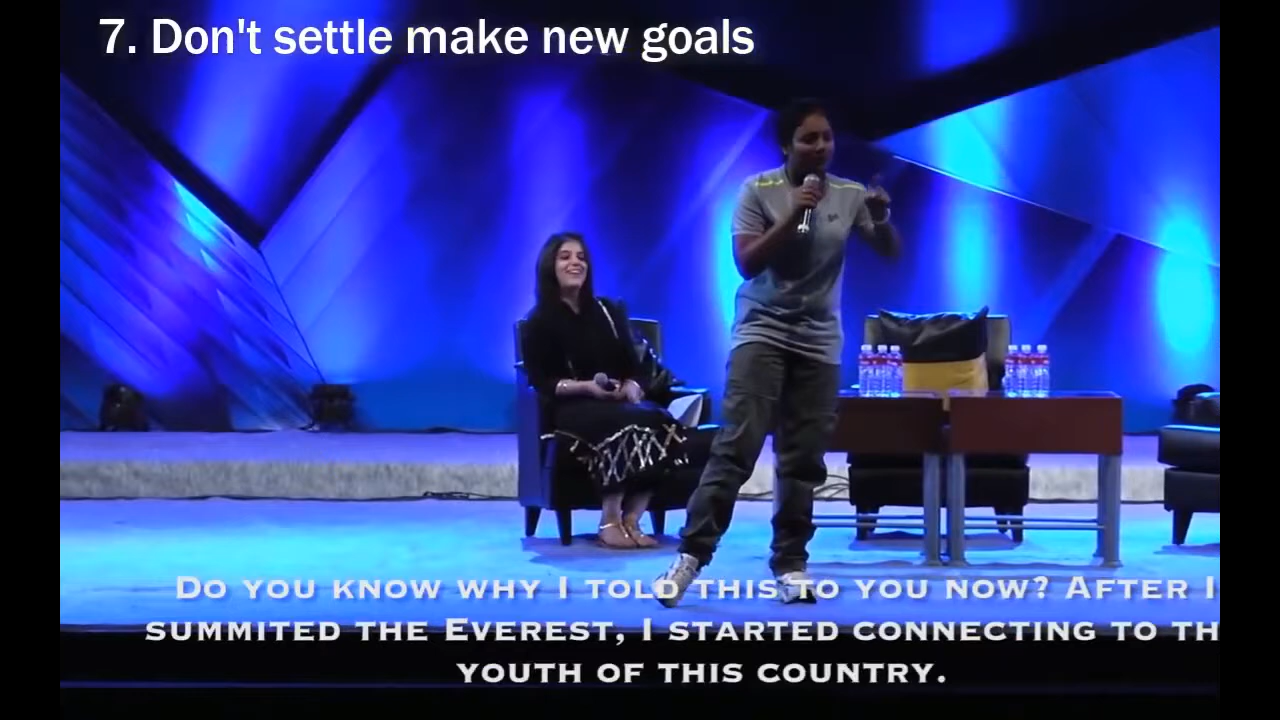 7. Don't settle make new goals
Do you know why I told this to you now? After I
summited the Everest, I started connecting to th
youth of this country.